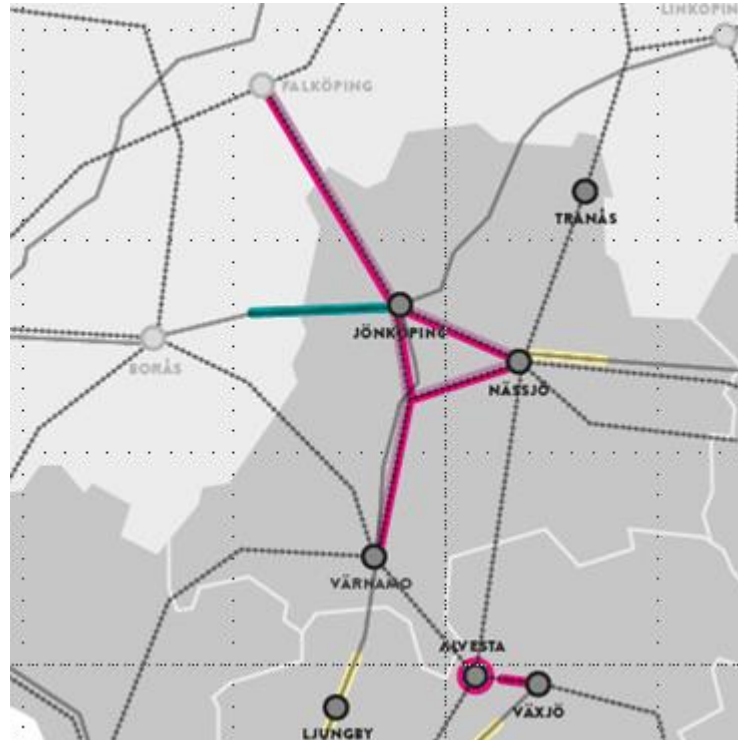 LINKÖPIN
FALKÖPING
TRANÅS
JÖNKÖPING
BORÅS
NÄSSJÖ
VÄRNAMO
ALVESTA
VÄXJÖ
LJUNGBY